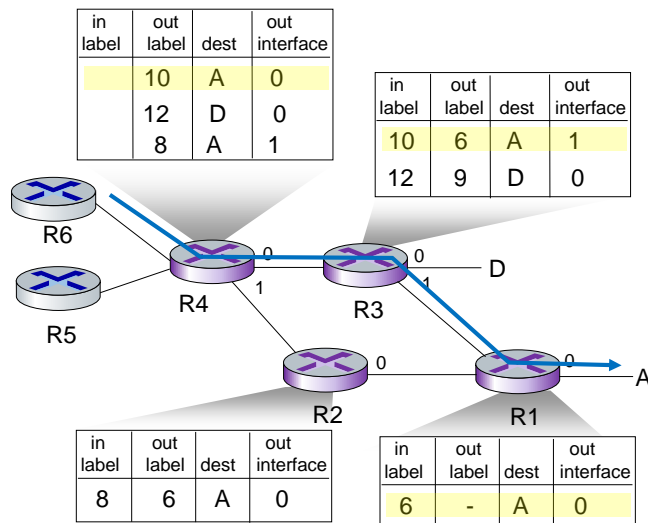 in label out label dest out interface
10 A 0
12 D 0
8 A 1
in label out label dest out interface
10 6 A 1
12 9 D 0
R6
0
0
R4
1
R3
1
D
R5
0
0
R2
R1
A
in label out label dest out interface
8 6 A 0
in label out label dest out interface
6 - A 0